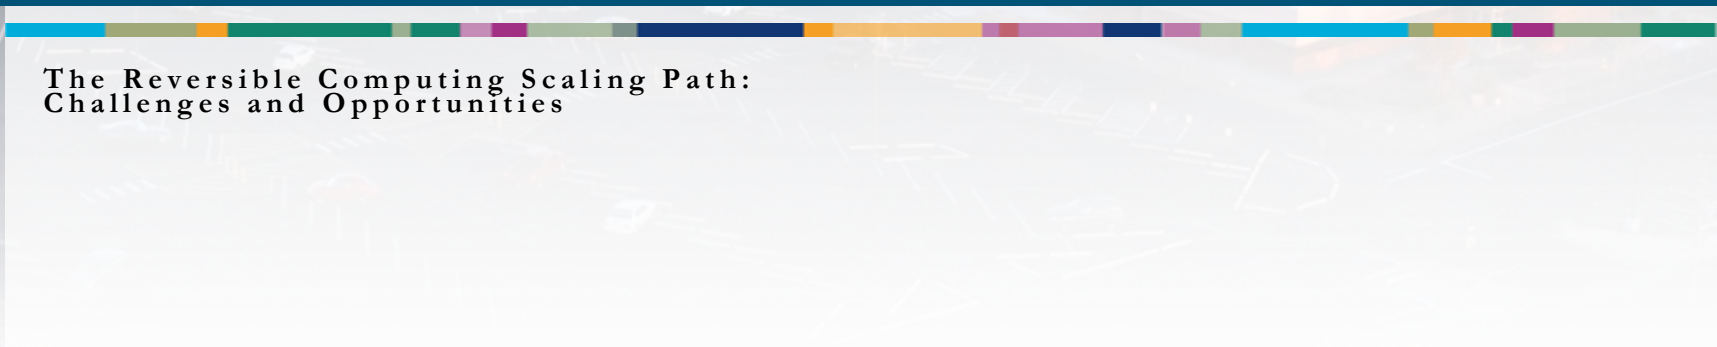 The Reversible Computing Scaling Path:
Challenges and Opportunities